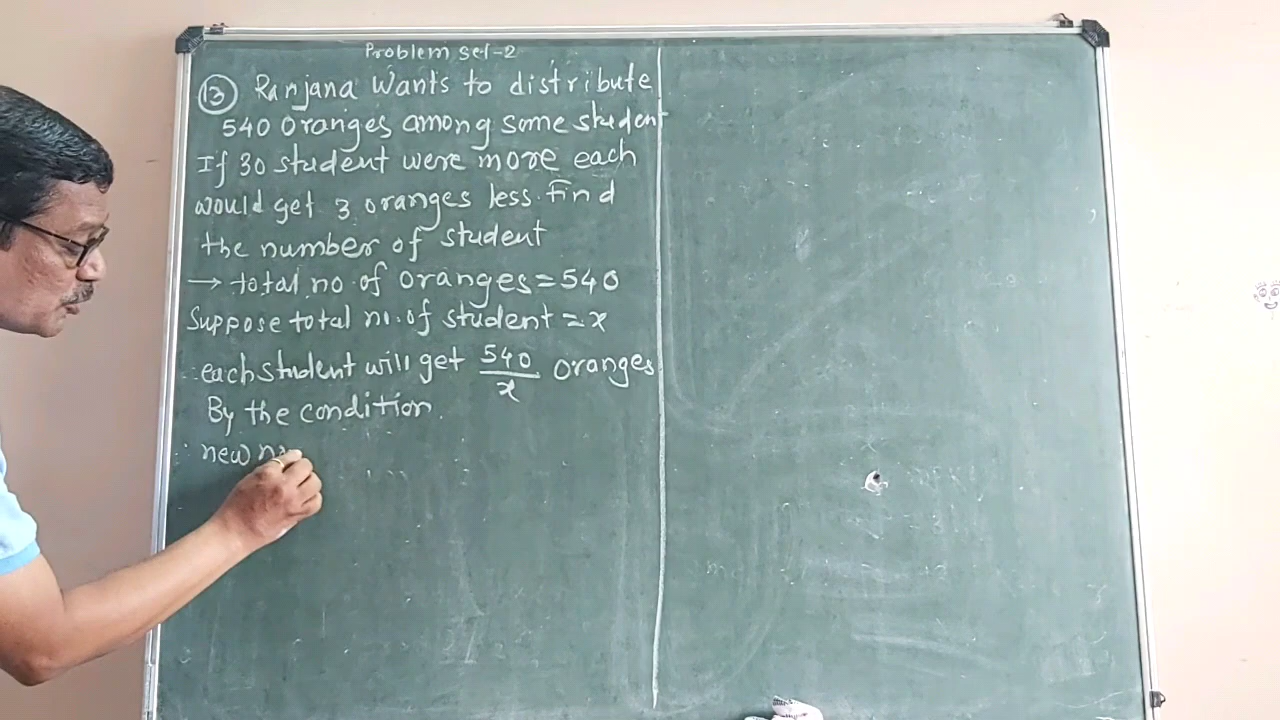 Problem set-2
13 Ranjana Wants to distribute
540 oranges among some student
If 30 student were more each
would get 3 oranges less. Find
the number of student
→ total no. of oranges = 540
Suppose total no. of student = x
∴ each student will get 540/x oranges
By the condition.
∴ new no